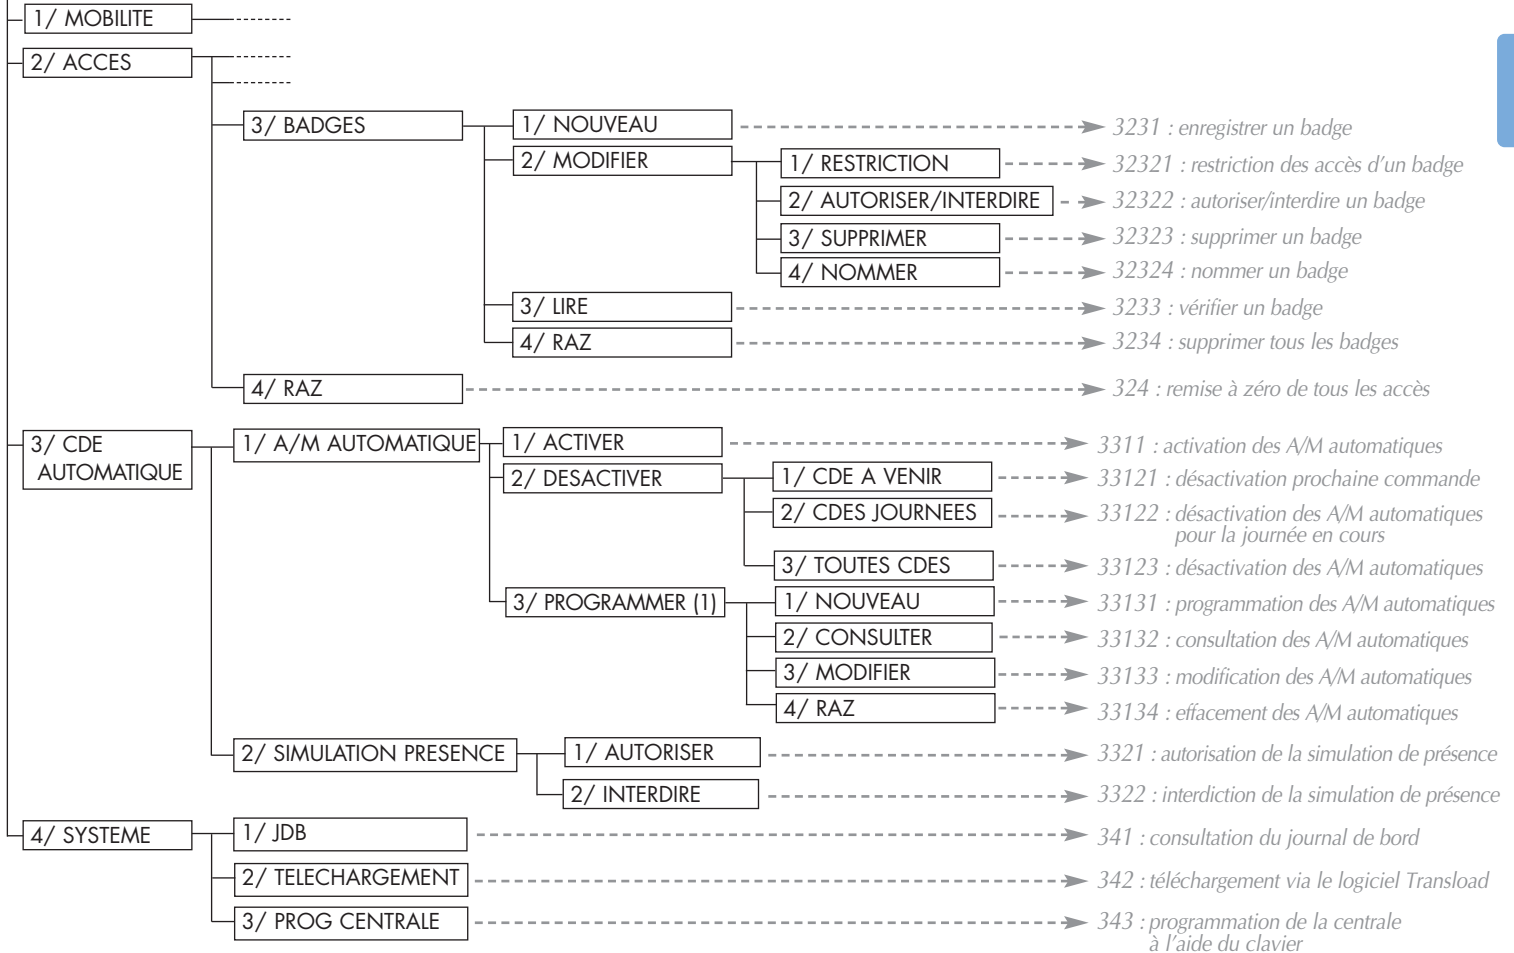 1/ MOBILITE
2/ ACCES
3/ BADGES
1/ NOUVEAU
3231 : enregistrer un badge
2/ MODIFIER
1/ RESTRICTION
32321 : restriction des accès d’un badge
2/ AUTORISER/INTERDIRE
32322 : autoriser/interdire un badge
3/ SUPPRIMER
32323 : supprimer un badge
4/ NOMMER
32324 : nommer un badge
3/ LIRE
3233 : vérifier un badge
4/ RAZ
3234 : supprimer tous les badges
4/ RAZ
324 : remise à zéro de tous les accès
3/ CDE
AUTOMATIQUE
1/ A/M AUTOMATIQUE
1/ ACTIVER
3311 : activation des A/M automatiques
2/ DESACTIVER
1/ CDE A VENIR
33121 : désactivation prochaine commande
2/ CDES JOURNEES
33122 : désactivation des A/M automatiques
pour la journée en cours
3/ TOUTES CDES
33123 : désactivation des A/M automatiques
3/ PROGRAMMER (1)
1/ NOUVEAU
33131 : programmation des A/M automatiques
2/ CONSULTER
33132 : consultation des A/M automatiques
3/ MODIFIER
33133 : modification des A/M automatiques
4/ RAZ
33134 : effacement des A/M automatiques
2/ SIMULATION PRESENCE
1/ AUTORISER
3321 : autorisation de la simulation de présence
2/ INTERDIRE
3322 : interdiction de la simulation de présence
4/ SYSTEME
1/ JDB
341 : consultation du journal de bord
2/ TELECHARGEMENT
342 : téléchargement via le logiciel Transload
3/ PROG CENTRALE
343 : programmation de la centrale
à l’aide du clavier